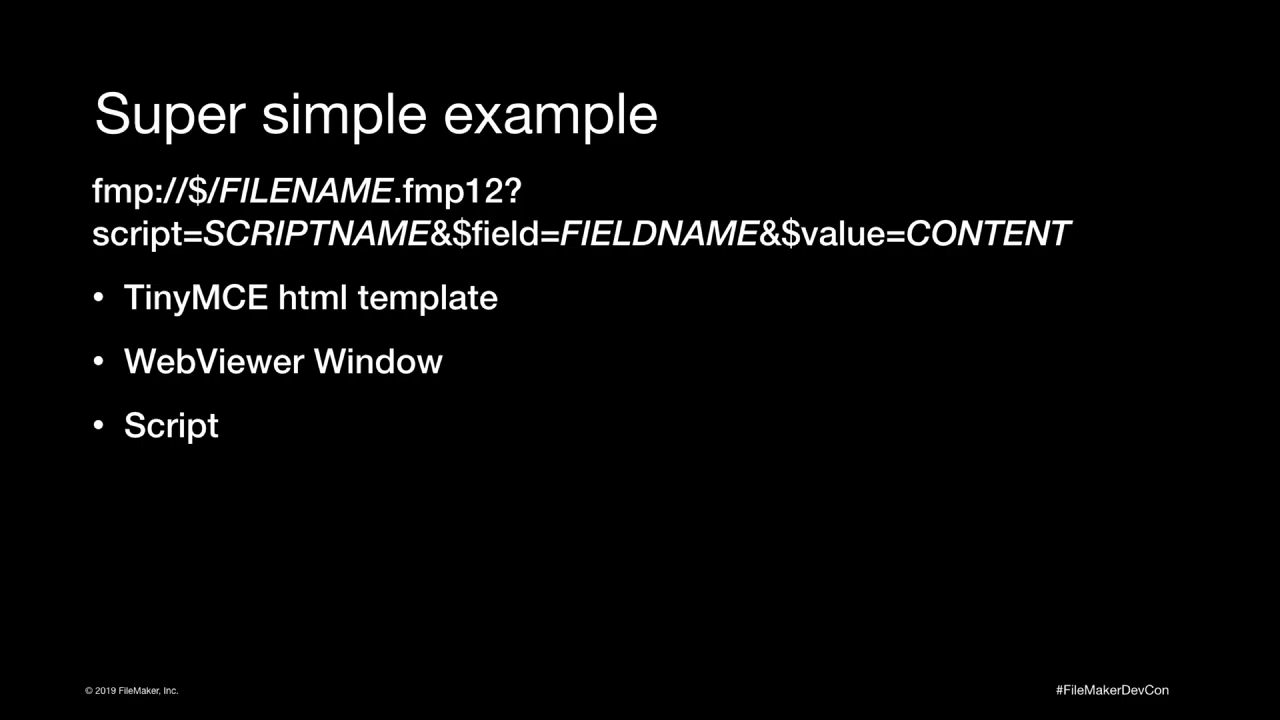 Super simple example
fmp://$/FILENAME.fmp12?
script=SCRIPTNAME&$field=FIELDNAME&$value=CONTENT
• TinyMCE html template
• WebViewer Window
• Script
© 2019 FileMaker, Inc.
#FileMakerDevCon